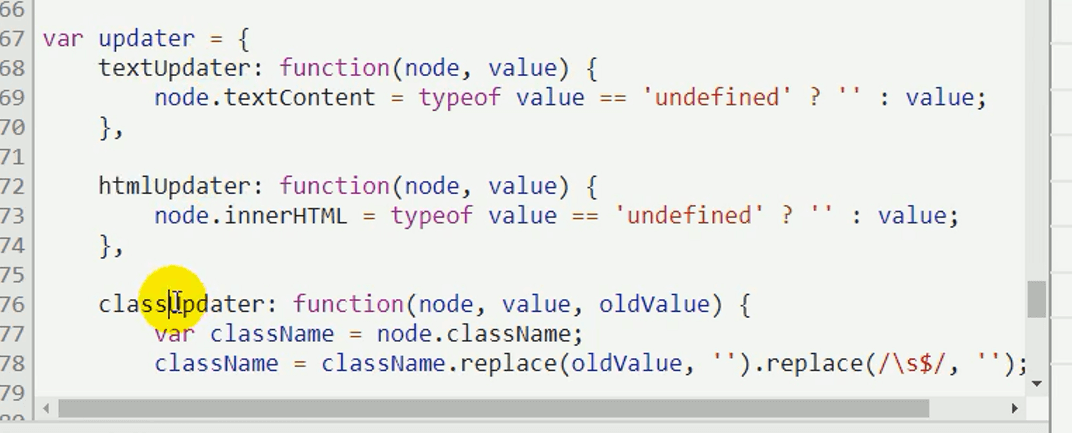 66
67 var updater = {
68     textUpdater: function(node, value) {
69         node.textContent = typeof value == 'undefined' ? '' : value;
70     },
71
72     htmlUpdater: function(node, value) {
73         node.innerHTML = typeof value == 'undefined' ? '' : value;
74     },
75
76     classUpdater: function(node, value, oldValue) {
77         var className = node.className;
78         className = className.replace(oldValue, '').replace(/\s$/, '');
79